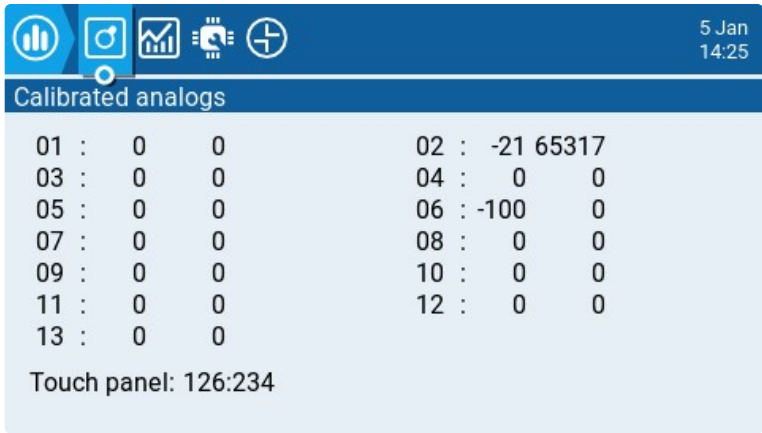 5 Jan
14:25
Calibrated analogs
01 : 0 0 02 : -21 65317
03 : 0 0 04 : 0 0
05 : 0 0 06 : -100 0
07 : 0 0 08 : 0 0
09 : 0 0 10 : 0 0
11 : 0 0 12 : 0 0
13 : 0 0
Touch panel: 126:234